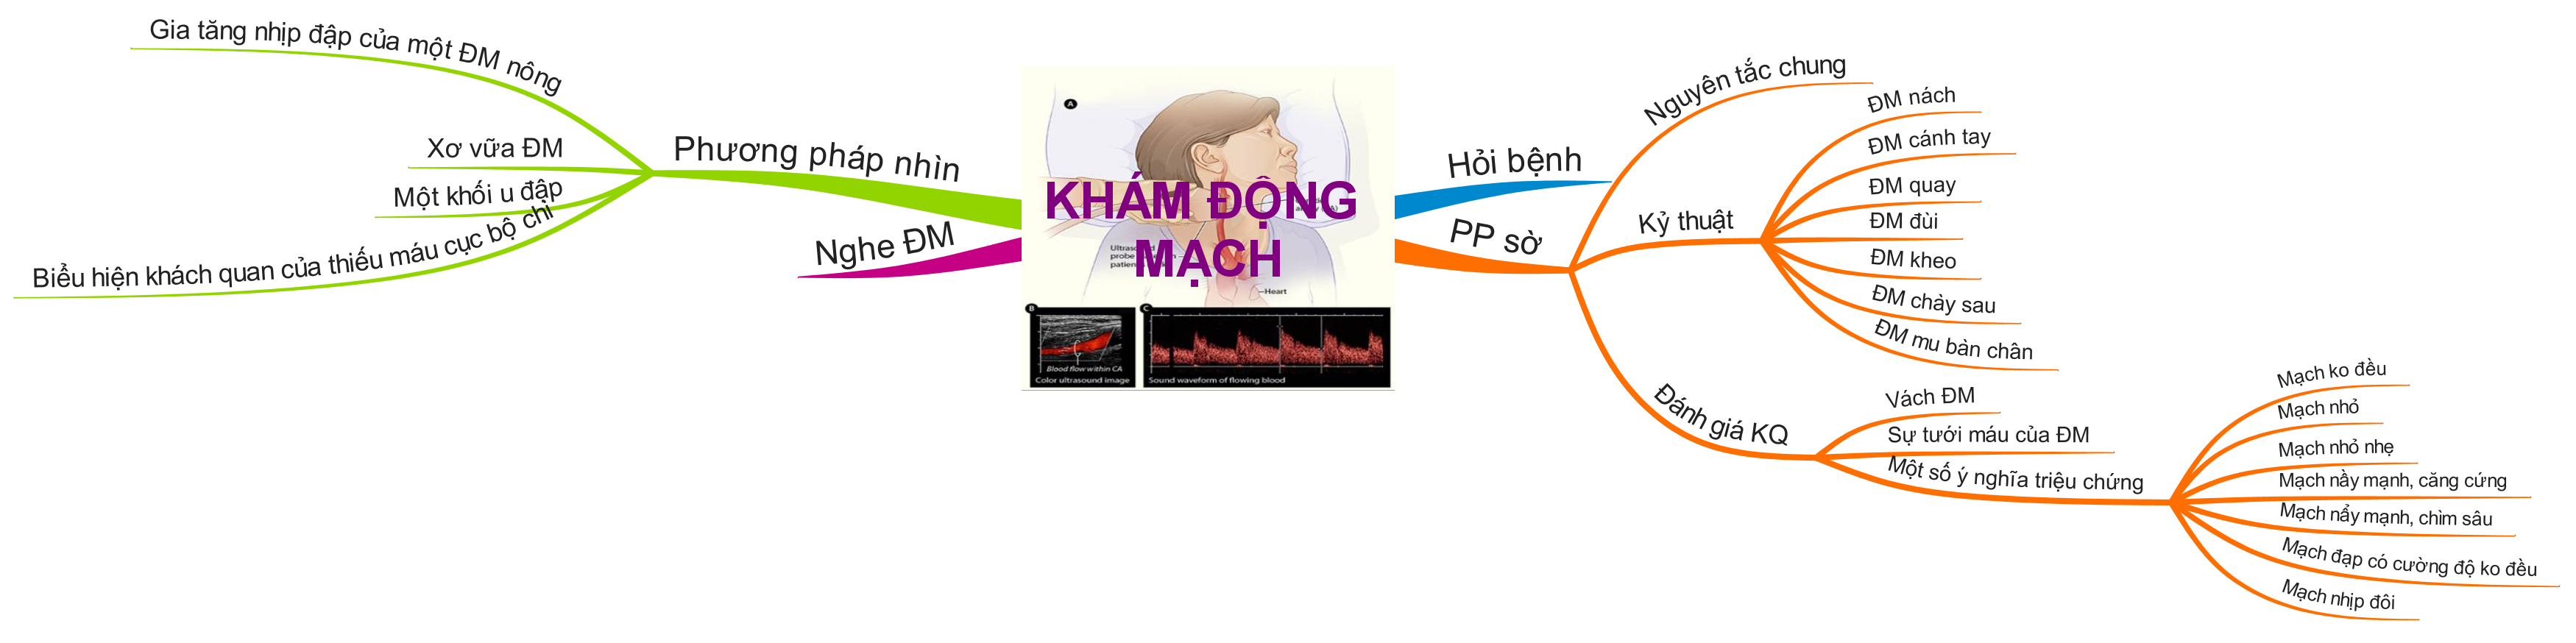 KHÁM ĐỘNG
MẠCH
A
Ultrasound
probe
patient
Heart
B
Blood flow within CA
Color ultrasound image
C
Sound waveform of flowing blood
Hỏi bệnh
PP sờ
Nguyên tắc chung
Kỷ thuật
ĐM nách
ĐM cánh tay
ĐM quay
ĐM đùi
ĐM kheo
ĐM chày sau
ĐM mu bàn chân
Đánh giá KQ
Vách ĐM
Sự tưới máu của ĐM
Một số ý nghĩa triệu chứng
Mạch ko đều
Mạch nhỏ
Mạch nhỏ nhẹ
Mạch nầy mạnh, căng cứng
Mạch nẩy mạnh, chìm sâu
Mạch đạp có cường độ ko đều
Mạch nhịp đôi
Phương pháp nhìn
Gia tăng nhịp đập của một ĐM nông
Xơ vữa ĐM
Một khối u đập
Biểu hiện khách quan của thiếu máu cục bộ chi
Nghe ĐM